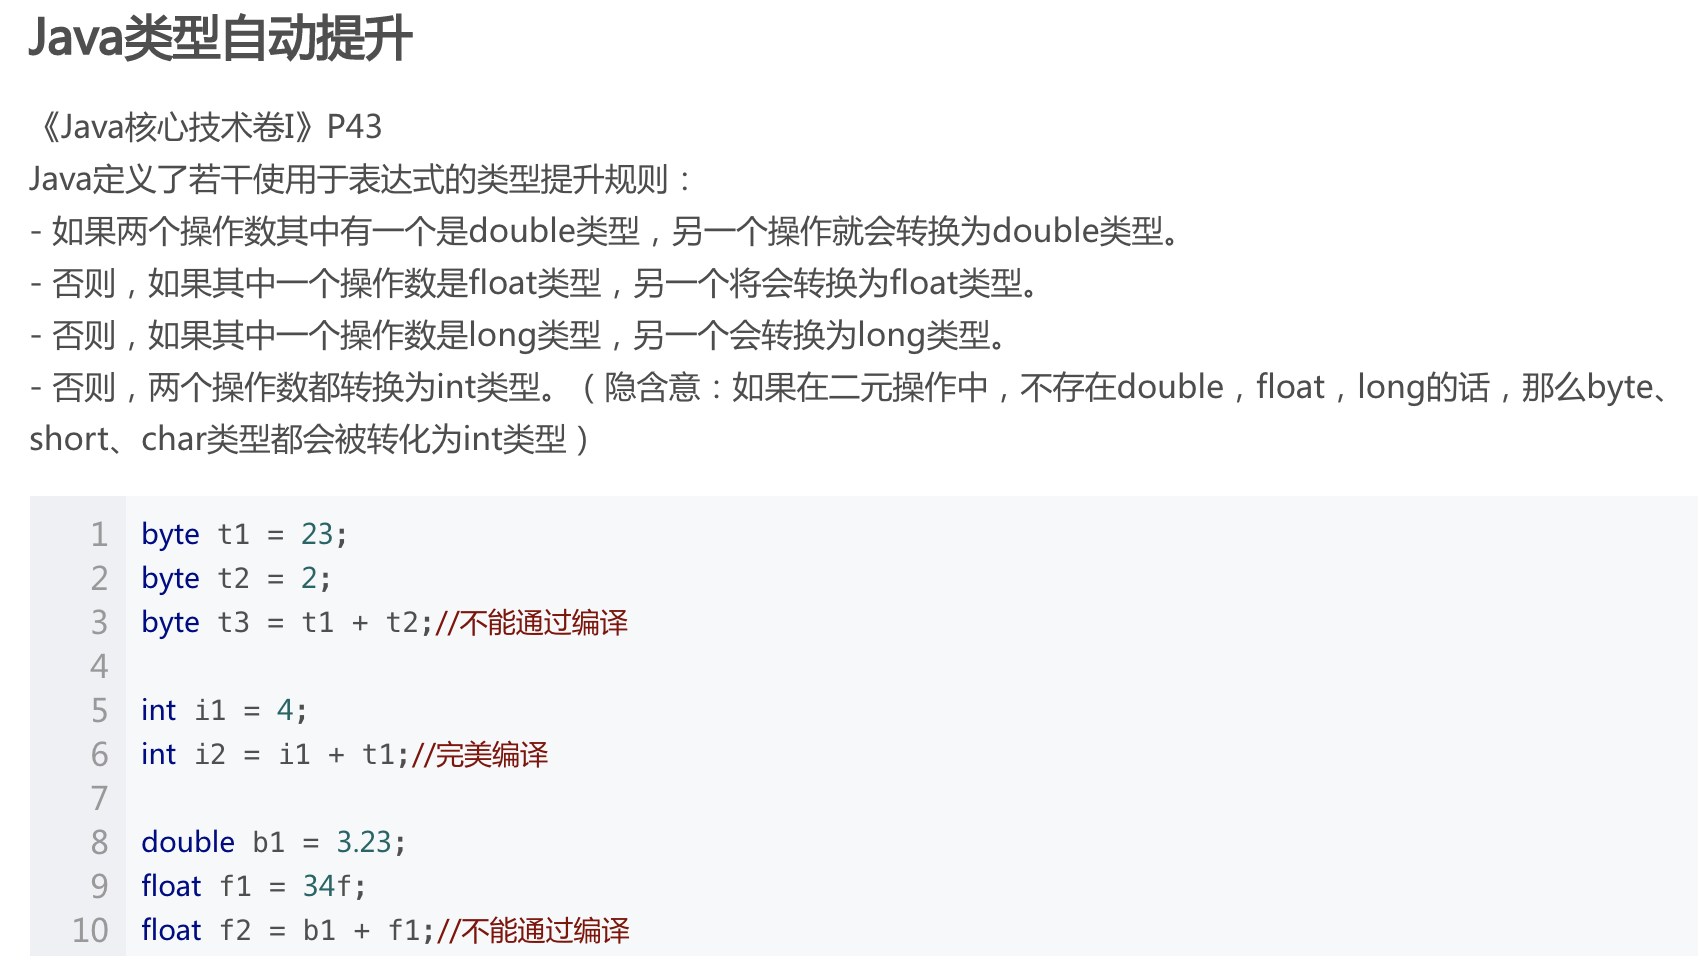 Java类型自动提升
《Java核心技术卷I》P43
Java定义了若干使用于表达式的类型提升规则：
- 如果两个操作数其中有一个是double类型，另一个操作就会转换为double类型。
- 否则，如果其中一个操作数是float类型，另一个将会转换为float类型。
- 否则，如果其中一个操作数是long类型，另一个会转换为long类型。
- 否则，两个操作数都转换为int类型。（隐含意：如果在二元操作中，不存在double，float，long的话，那么byte、
short、char类型都会被转化为int类型）
1 byte t1 = 23;
2 byte t2 = 2;
3 byte t3 = t1 + t2;//不能通过编译
4
5 int i1 = 4;
6 int i2 = i1 + t1;//完美编译
7
8 double b1 = 3.23;
9 float f1 = 34f;
10 float f2 = b1 + f1;//不能通过编译